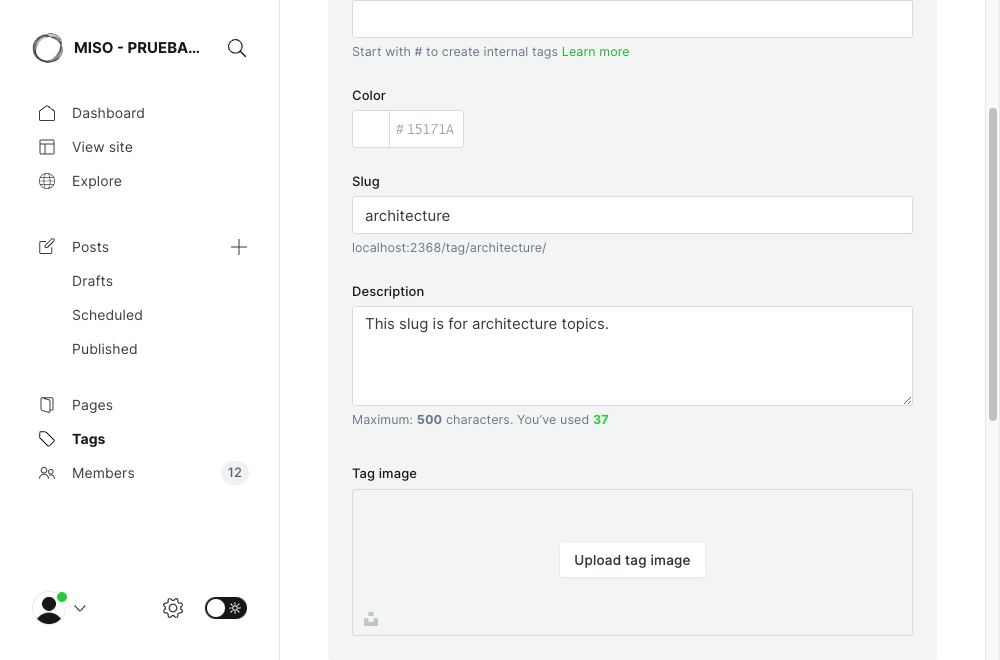 MISO - PRUEBA...
Dashboard
View site
Explore
Posts
Drafts
Scheduled
Published
Pages
Tags
Members 12
Start with # to create internal tags Learn more
Color
# 15171A
Slug
architecture
localhost:2368/tag/architecture/
Description
This slug is for architecture topics.
Maximum: 500 characters. You've used 37
Tag image
Upload tag image